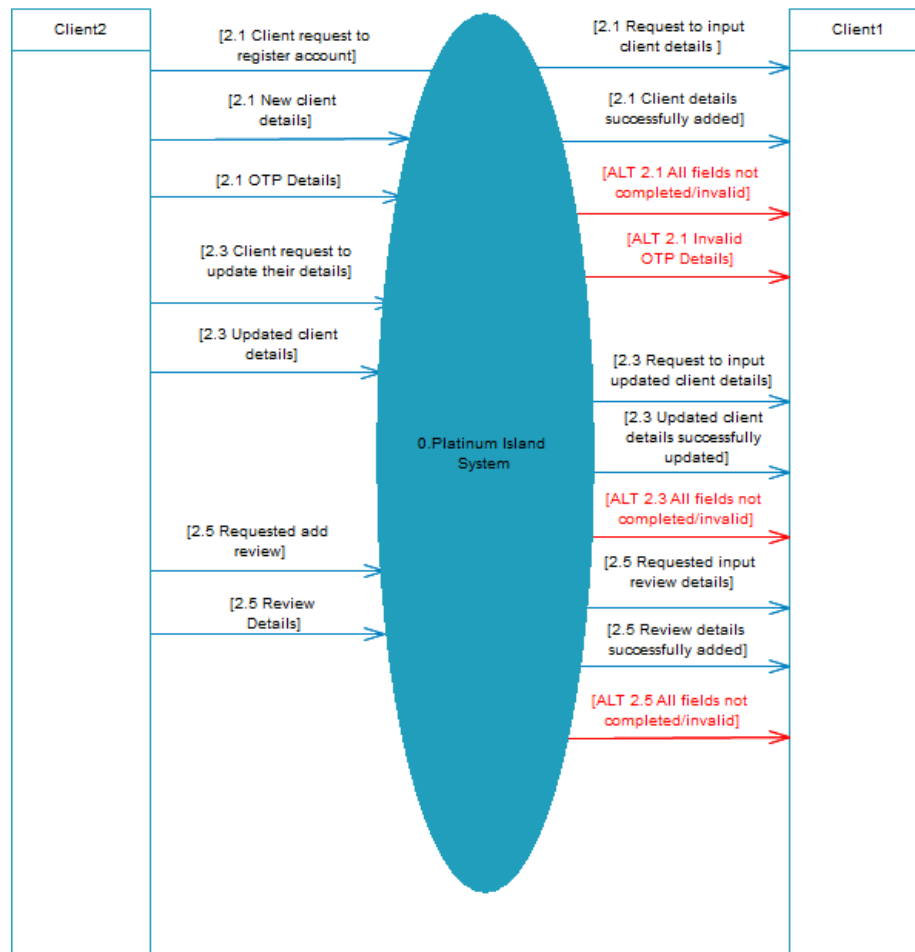 Client2
Client1
[2.1 Client request to
register account]
[2.1 New client
details]
[2.1 OTP Details]
[2.3 Client request to
update their details]
[2.3 Updated client
details]
[2.5 Requested add
review]
[2.5 Review
Details]
0.Platinum Island
System
[2.1 Request to input
client details ]
[2.1 Client details
successfully added]
[ALT 2.1 All fields not
completed/invalid]
[ALT 2.1 Invalid
OTP Details]
[2.3 Request to input
updated client details]
[2.3 Updated client
details successfully
updated]
[ALT 2.3 All fields not
completed/invalid]
[2.5 Requested input
review details]
[2.5 Review details
successfully added]
[ALT 2.5 All fields not
completed/invalid]